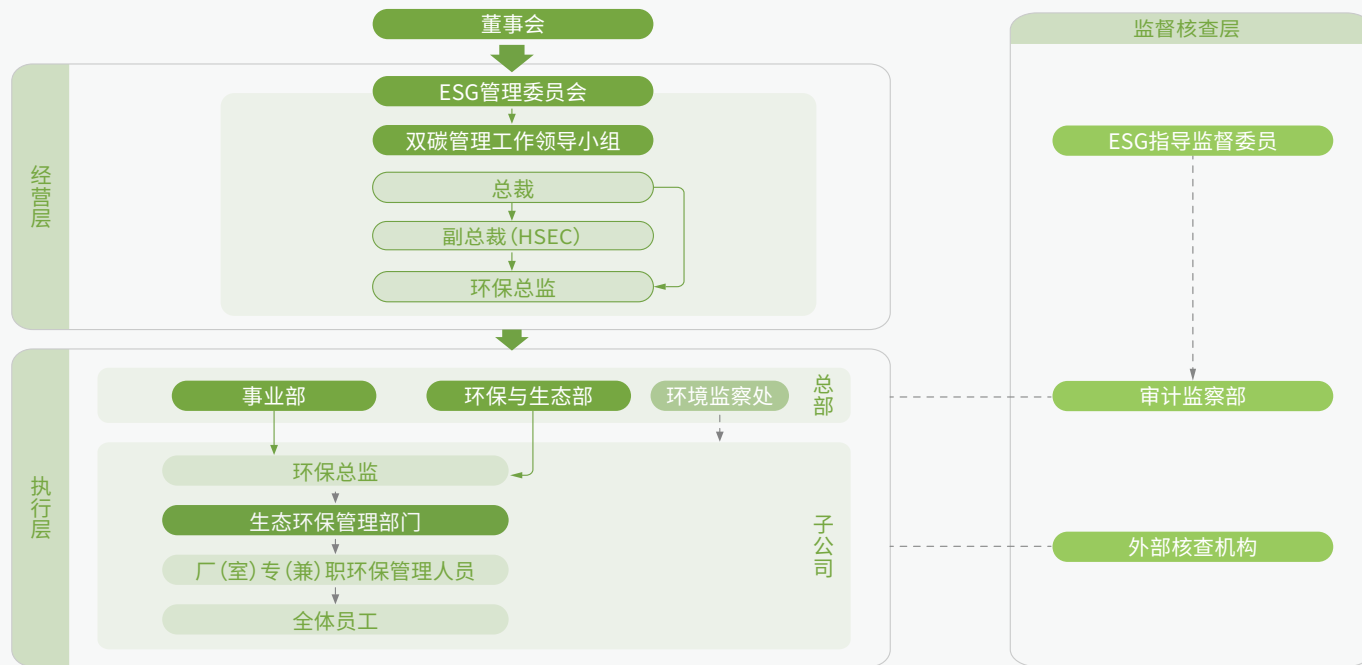 董事会
经营层
ESG管理委员会
双碳管理工作领导小组
总裁
副总裁(HSEC)
环保总监
执行层
事业部
环保与生态部
环境监察处
总部
环保总监
生态环保管理部门
厂(室)专(兼)职环保管理人员
全体员工
子公司
监督核查层
ESG指导监督委员
审计监察部
外部核查机构